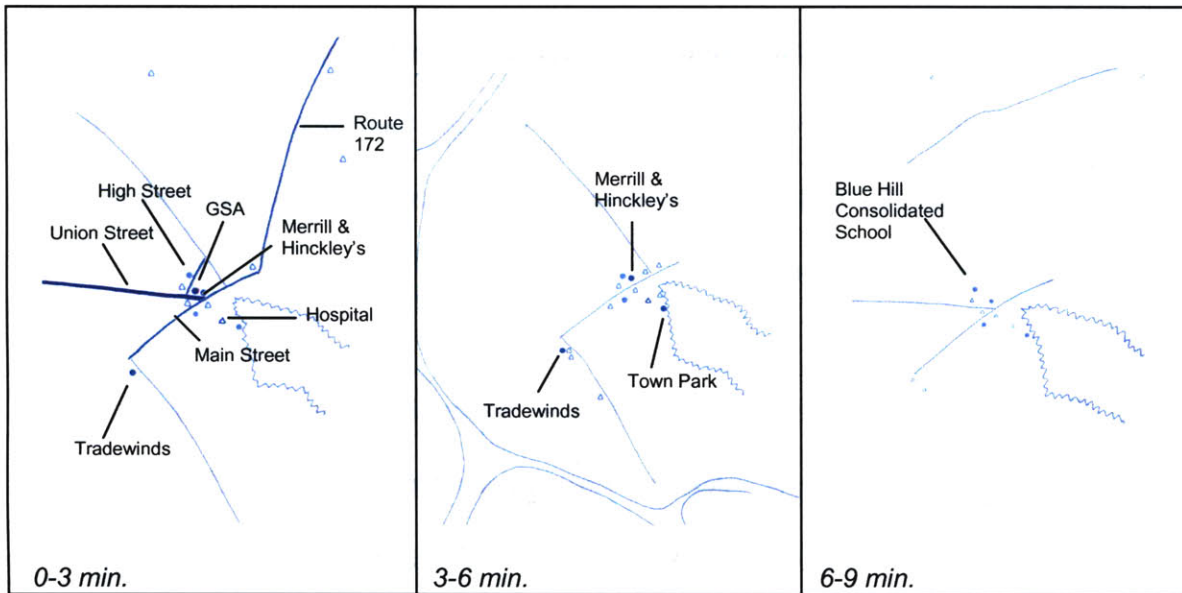 Route
172
High Street
GSA
Union Street
Merrill &
Hinckley's
Hospital
Main Street
Tradewinds
0-3 min.
Merrill &
Hinckley's
Town Park
Tradewinds
3-6 min.
Blue Hill
Consolidated
School
6-9 min.